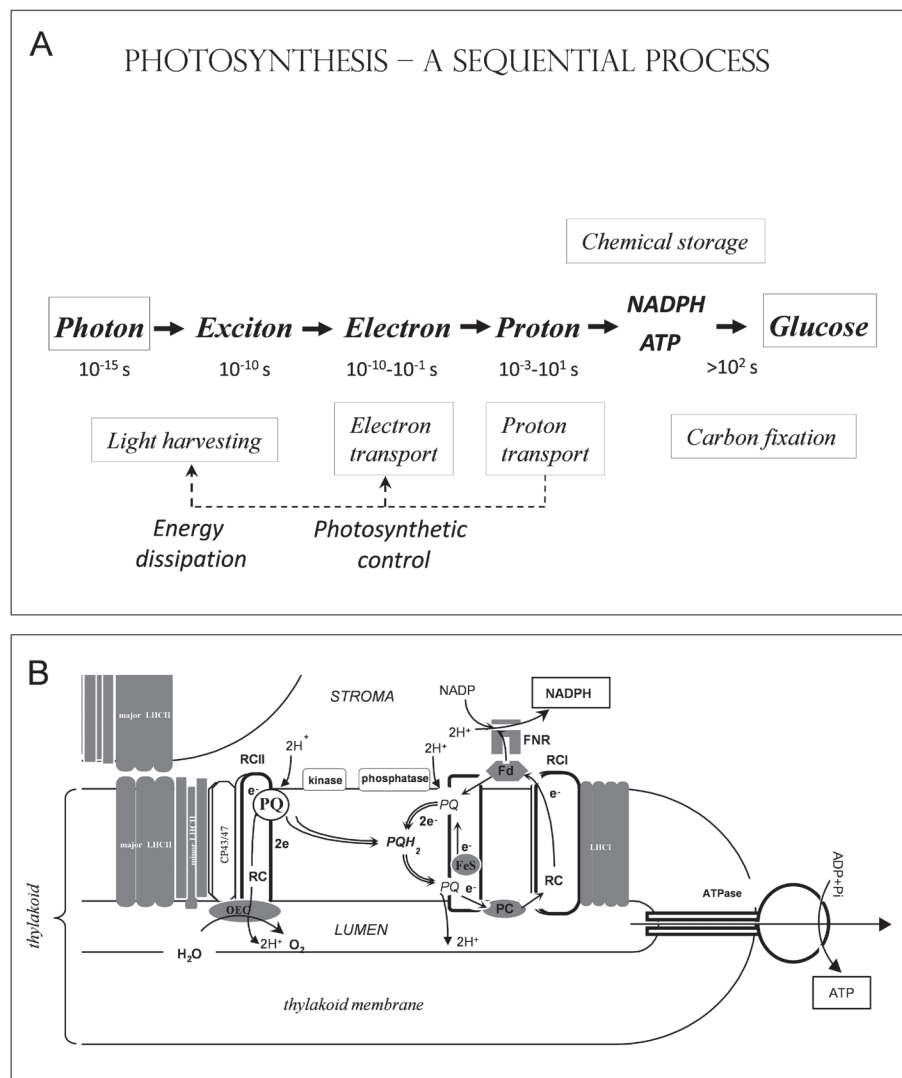 A
PHOTOSYNTHESIS – A SEQUENTIAL PROCESS
Chemical storage
Photon
Exciton
Electron
Proton
NADPH
ATP
Glucose
10⁻¹⁵ s
10⁻¹⁰ s
10⁻¹⁰-10⁻¹ s
10⁻³-10¹ s
>10² s
Light harvesting
Electron
transport
Proton
transport
Carbon fixation
Energy
dissipation
Photosynthetic
control
B
major LHCII
STROMA
NADP
NADPH
2H⁺
FNR
2H⁺
RCII
2H⁺
RCI
kinase
phosphatase
Fd
e⁻
PQ
PQ
e⁻
major LHCII
minor LHCII
CP43/47
2e
2e⁻
PQH₂
e⁻
FeS
LHCI
RC
PQ
e⁻
RC
OEC
PC
ATPase
ADP+Pi
thylakoid
LUMEN
H₂O
2H⁺
O₂
2H⁺
ATP
thylakoid membrane